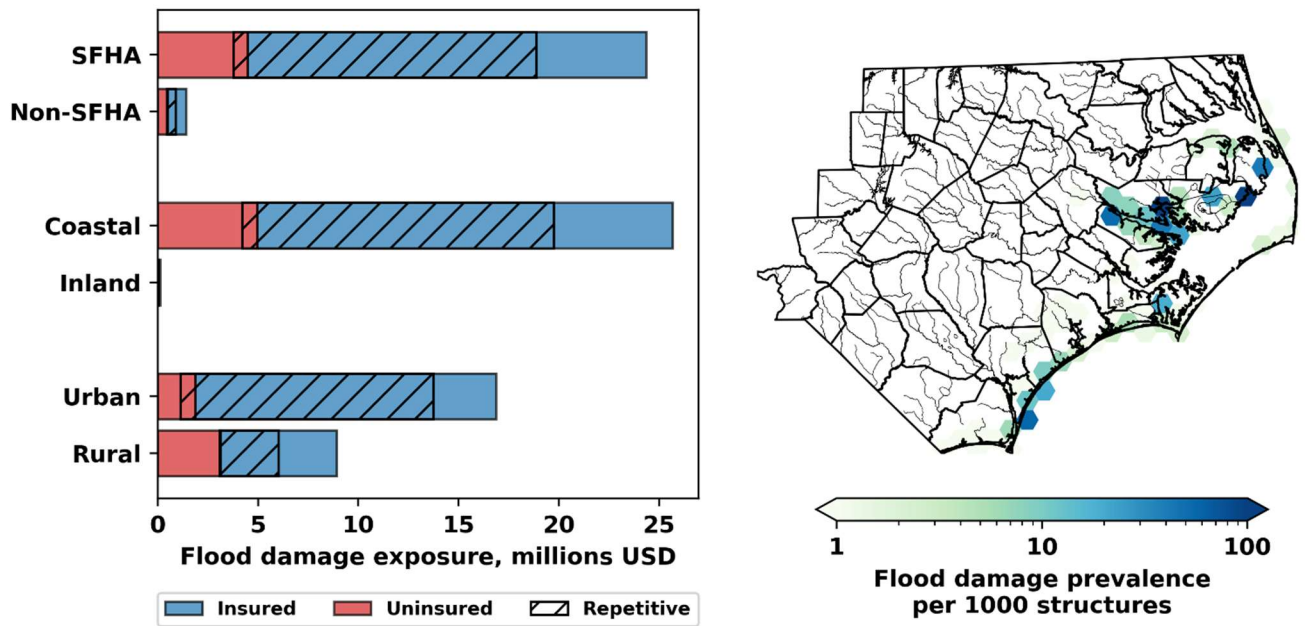 SFHA
Non-SFHA
Coastal
Inland
Urban
Rural
0 5 10 15 20 25
Flood damage exposure, millions USD
Insured Uninsured Repetitive
1 10 100
Flood damage prevalence
per 1000 structures